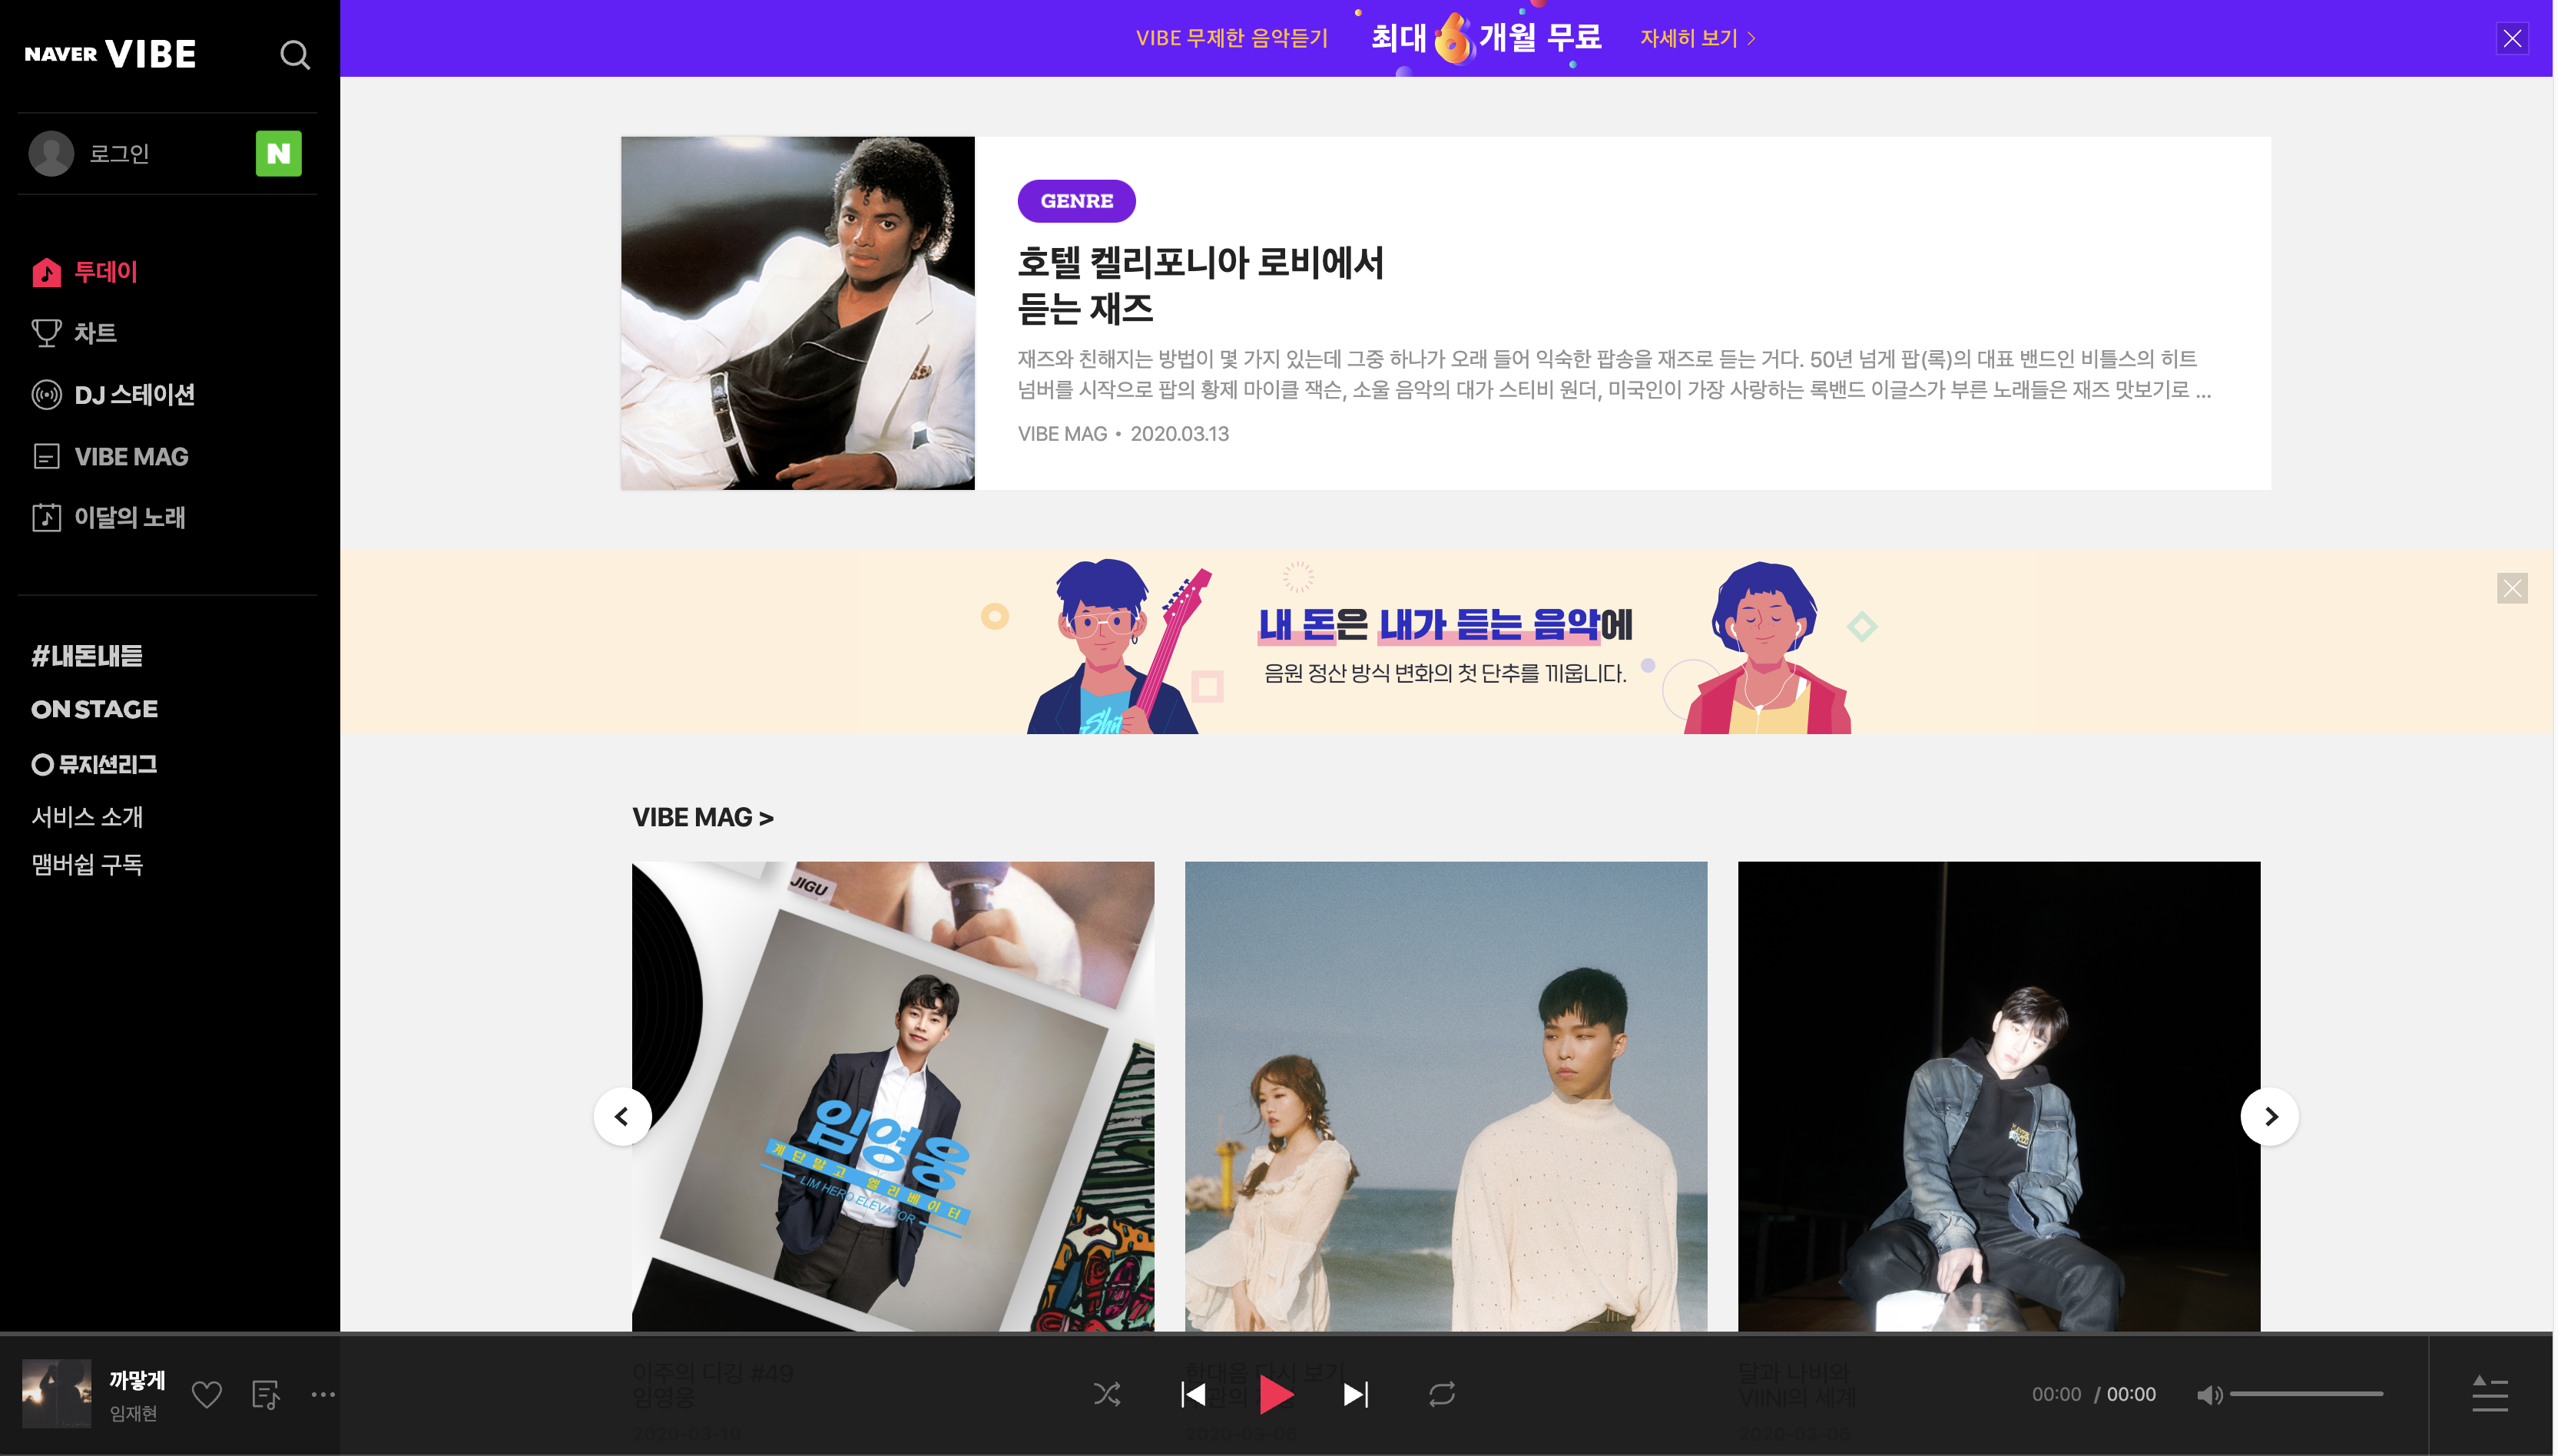 NAVER VIBE
로그인
N
투데이
차트
DJ 스테이션
VIBE MAG
이달의 노래
#내돈내듣
ON STAGE
뮤지션리그
서비스 소개
맴버쉽 구독
VIBE 무제한 음악듣기 최대 6개월 무료 자세히 보기 >
GENRE
호텔 켈리포니아 로비에서
듣는 재즈
재즈와 친해지는 방법이 몇 가지 있는데 그중 하나가 오래 들어 익숙한 팝송을 재즈로 듣는 거다. 50년 넘게 팝(록)의 대표 밴드인 비틀스의 히트
넘버를 시작으로 팝의 황제 마이클 잭슨, 소울 음악의 대가 스티비 원더, 미국인이 가장 사랑하는 록밴드 이글스가 부른 노래들은 재즈 맛보기로 ...
VIBE MAG • 2020.03.13
내 돈은 내가 듣는 음악에
음원 정산 방식 변화의 첫 단추를 끼웁니다.
VIBE MAG >
JIGU
임영웅
계단말고 엘리베이터
LIM HERO ELEVATOR
이주의 디깅 #49
임영웅
2020-03-10
한대음 다시 보기
2020-03-06
달과 나비와
VIINI의 세계
2020-03-05
까맣게
임재현
00:00 / 00:00